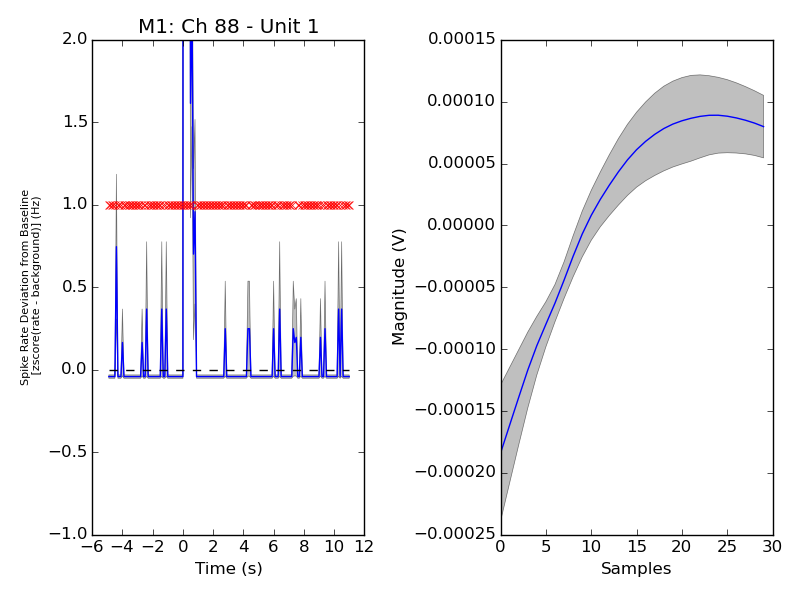 M1: Ch 88 - Unit 1
2.0
1.5
1.0
0.5
0.0
−0.5
−1.0
−6 −4 −2 0 2 4 6 8 10 12
Time (s)
Spike Rate Deviation from Baseline
[zscore(rate - background)] (Hz)
0.00015
0.00010
0.00005
0.00000
−0.00005
−0.00010
−0.00015
−0.00020
−0.00025
0 5 10 15 20 25 30
Samples
Magnitude (V)